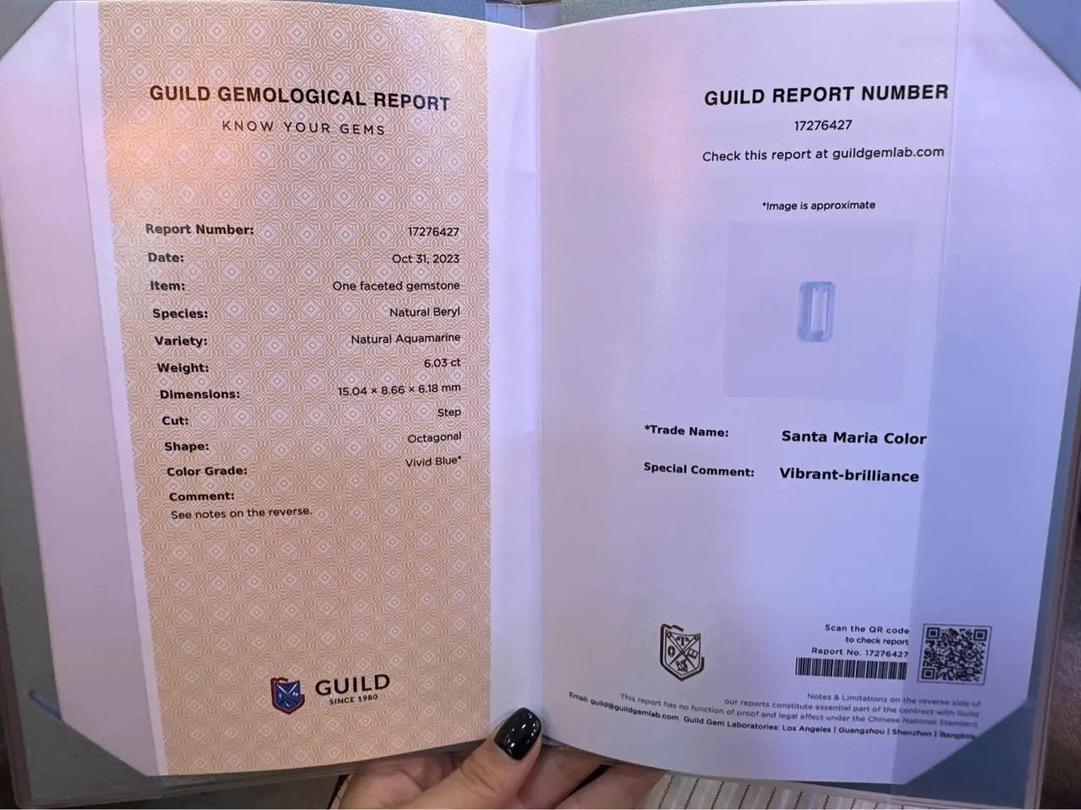 GUILD GEMOLOGICAL REPORT
KNOW YOUR GEMS
Report Number: 17276427
Date: Oct 31, 2023
Item: One faceted gemstone
Species: Natural Beryl
Variety: Natural Aquamarine
Weight: 6.03 ct
Dimensions: 15.04 × 8.66 × 6.18 mm
Cut: Step
Shape: Octagonal
Color Grade: Vivid Blue*
Comment:
See notes on the reverse.
GUILD
SINCE 1980
GUILD REPORT NUMBER
17276427
Check this report at guildgemlab.com
*Image is approximate
*Trade Name: Santa Maria Color
Special Comment: Vibrant-brilliance
Scan the QR code
to check report
Report No. 17276427
Notes & Limitations on the reverse side of
our reports constitute essential part of the contract with Guild
This report has no function of proof and legal effect under the Chinese National Standard
Email: guild@guildgemlab.com Guild Gem Laboratories: Los Angeles | Guangzhou | Shenzhen | Bangkok